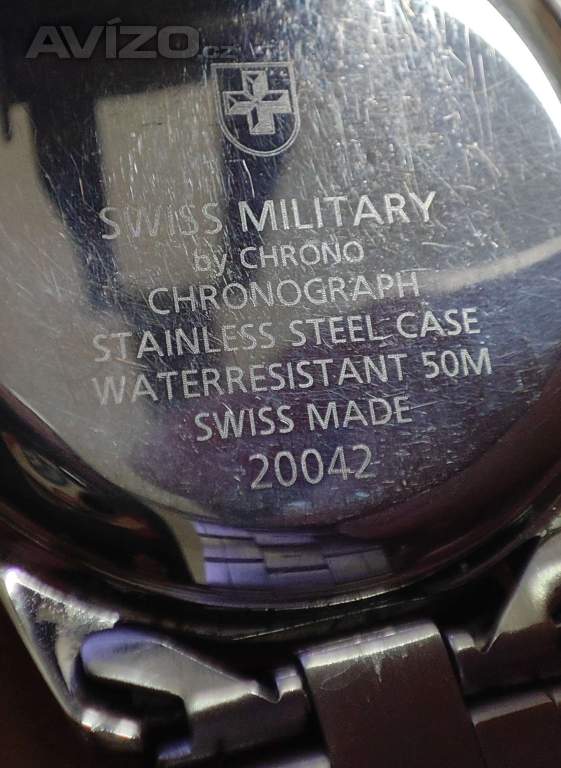 AVÍZO.cz
SWISS MILITARY
by CHRONO
CHRONOGRAPH
STAINLESS STEEL CASE
WATERRESISTANT 50M
SWISS MADE
20042